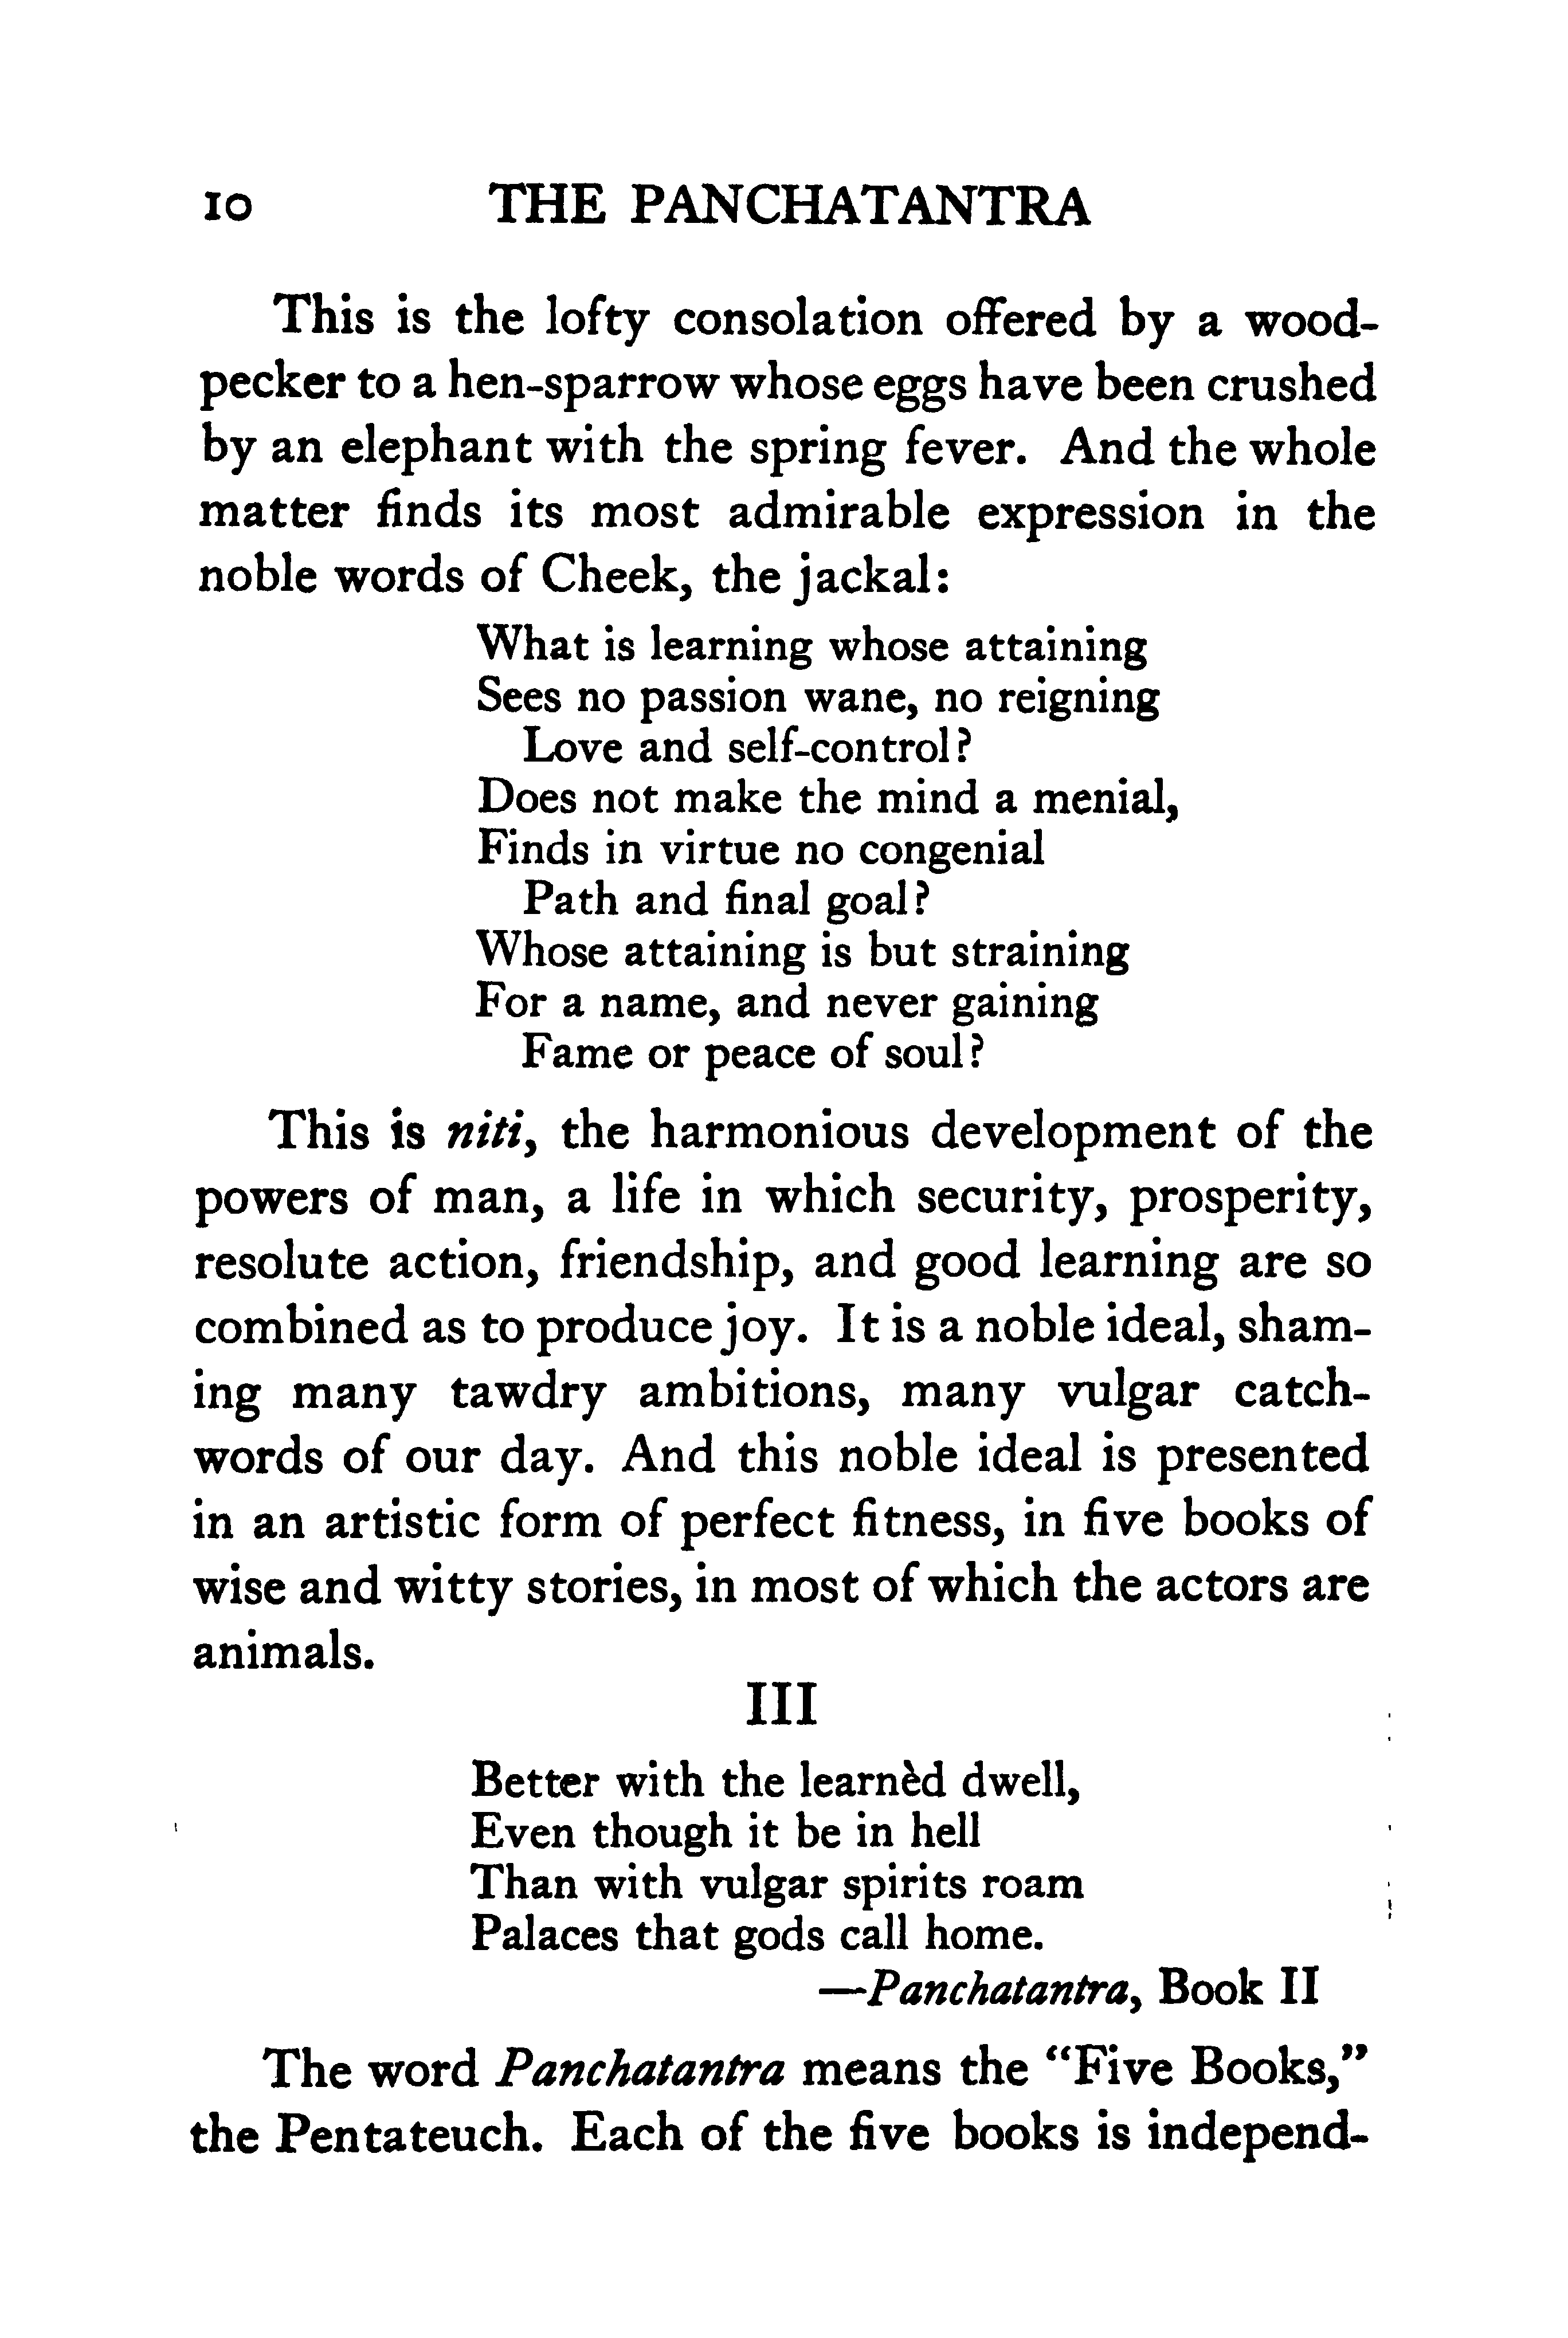 10 THE PANCHATANTRA
This is the lofty consolation offered by a wood-
pecker to a hen-sparrow whose eggs have been crushed
by an elephant with the spring fever. And the whole
matter finds its most admirable expression in the
noble words of Cheek, the jackal:
What is learning whose attaining
Sees no passion wane, no reigning
Love and self-control?
Does not make the mind a menial,
Finds in virtue no congenial
Path and final goal?
Whose attaining is but straining
For a name, and never gaining
Fame or peace of soul?
This is niti, the harmonious development of the
powers of man, a life in which security, prosperity,
resolute action, friendship, and good learning are so
combined as to produce joy. It is a noble ideal, sham-
ing many tawdry ambitions, many vulgar catch-
words of our day. And this noble ideal is presented
in an artistic form of perfect fitness, in five books of
wise and witty stories, in most of which the actors are
animals.
III
Better with the learnèd dwell,
Even though it be in hell
Than with vulgar spirits roam
Palaces that gods call home.
—Panchatantra, Book II
The word Panchatantra means the “Five Books,”
the Pentateuch. Each of the five books is independ-